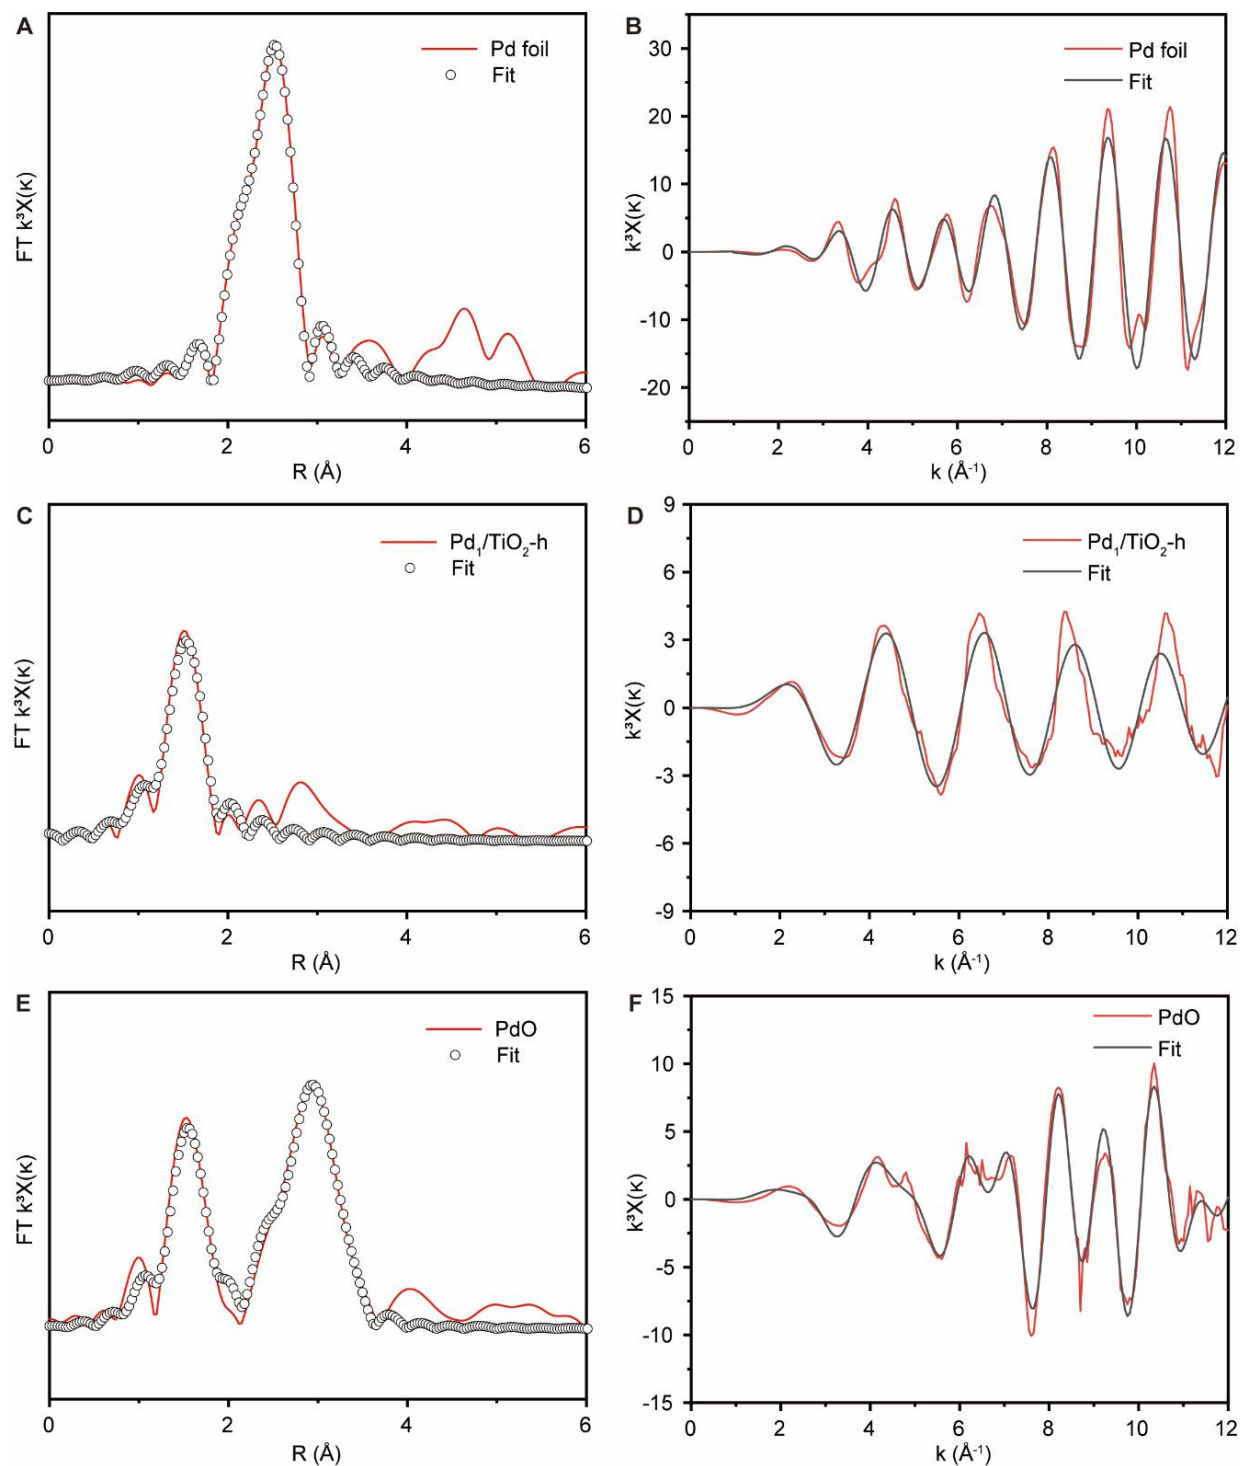 A
Pd foil
Fit
FT k³X(κ)
0 2 4 6
R (Å)
B
Pd foil
Fit
k³X(κ)
30
20
10
0
-10
-20
0 2 4 6 8 10 12
k (Å⁻¹)
C
Pd₁/TiO₂-h
Fit
FT k³X(κ)
0 2 4 6
R (Å)
D
Pd₁/TiO₂-h
Fit
k³X(κ)
9
6
3
0
-3
-6
-9
0 2 4 6 8 10 12
k (Å⁻¹)
E
PdO
Fit
FT k³X(κ)
0 2 4 6
R (Å)
F
PdO
Fit
k³X(κ)
15
10
5
0
-5
-10
-15
0 2 4 6 8 10 12
k (Å⁻¹)